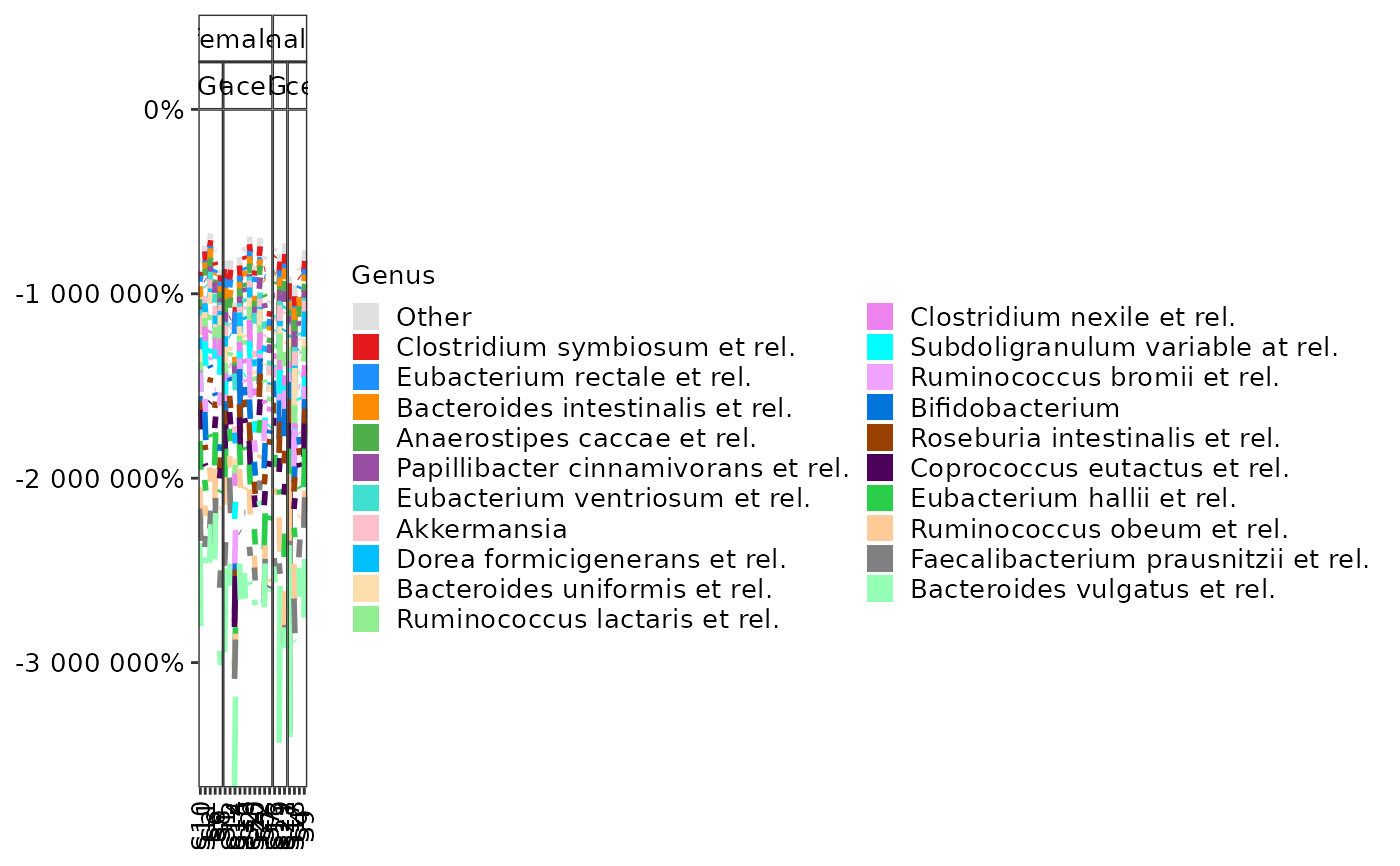 emale
nal
G
acel
G
ce
0%
-1 000 000%
-2 000 000%
-3 000 000%
Genus
Other
Clostridium symbiosum et rel.
Eubacterium rectale et rel.
Bacteroides intestinalis et rel.
Anaerostipes caccae et rel.
Papillibacter cinnamivorans et rel.
Eubacterium ventriosum et rel.
Akkermansia
Dorea formicigenerans et rel.
Bacteroides uniformis et rel.
Ruminococcus lactaris et rel.
Clostridium nexile et rel.
Subdoligranulum variable at rel.
Ruminococcus bromii et rel.
Bifidobacterium
Roseburia intestinalis et rel.
Coprococcus eutactus et rel.
Eubacterium hallii et rel.
Ruminococcus obeum et rel.
Faecalibacterium prausnitzii et rel.
Bacteroides vulgatus et rel.